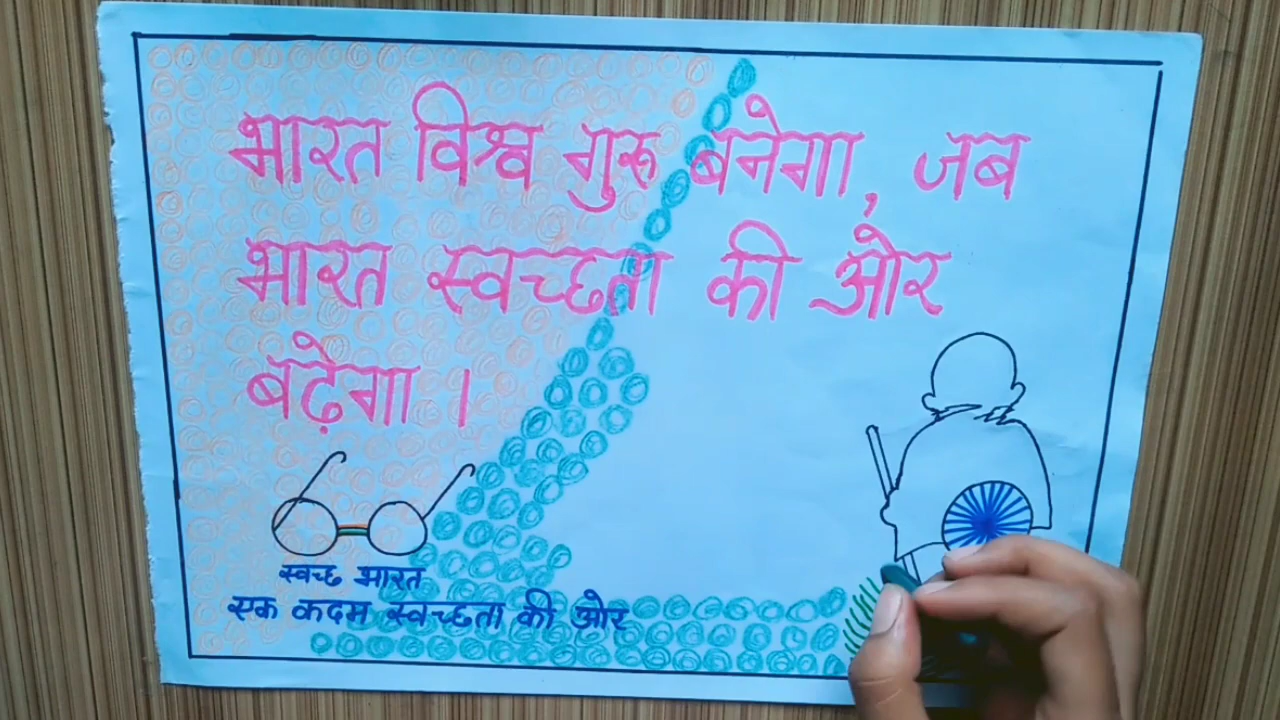 भारत विश्व गुरू बनेगा, जब
भारत स्वच्छता की ओर
बढ़ेगा ।
स्वच्छ भारत
एक कदम स्वच्छता की ओर